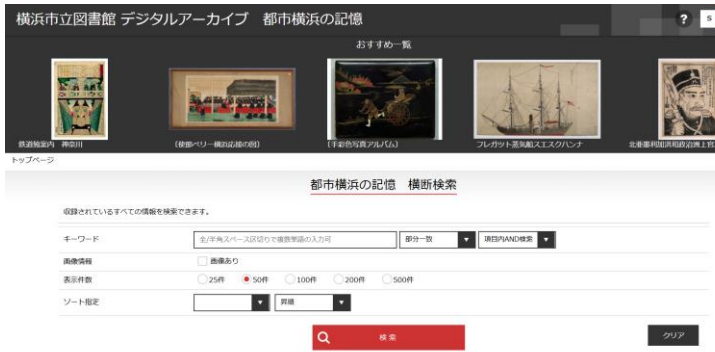 横浜市立図書館 デジタルアーカイブ 都市横浜の記憶
? S
おすすめ一覧
鉄道独案内 神奈川
(使節ペリー横浜応接の図)
(手彩色写真アルバム)
フレガット蒸気船スエスクハンナ
トップページ
都市横浜の記憶 横断検索
収録されているすべての情報を検索できます。
キーワード 全/半角スペース区切りで複数単語の入力可 部分一致 項目内AND検索
画像情報 画像あり
表示件数 25件 50件 100件 200件 500件
ソート指定 昇順
検索 クリア